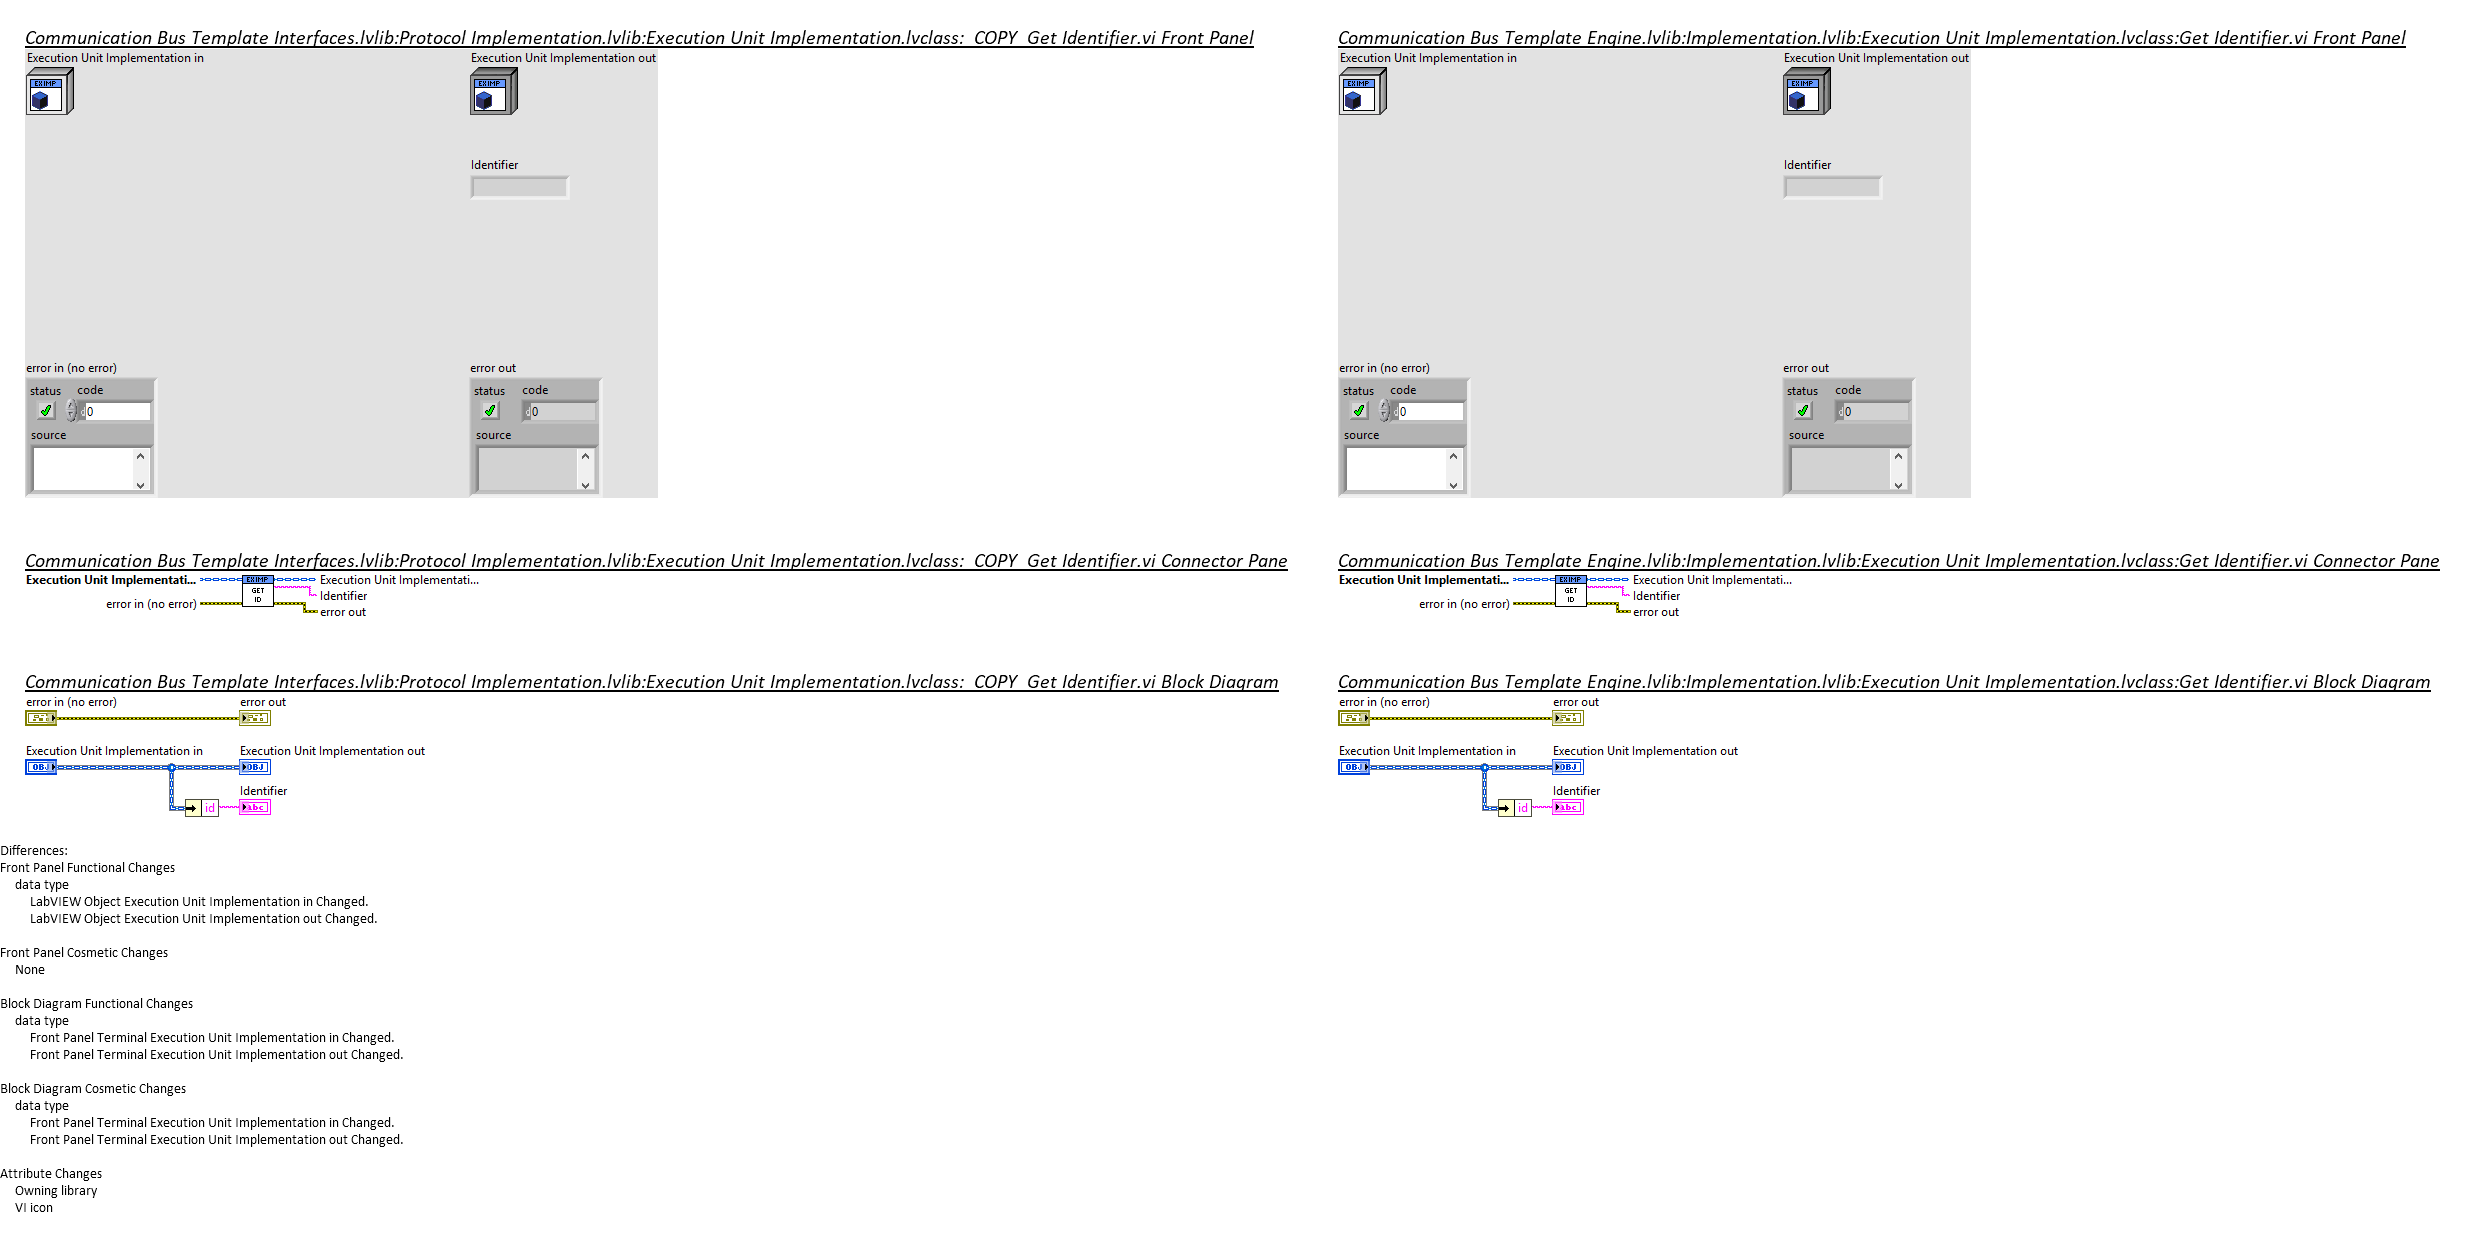 Communication Bus Template Interfaces.lvlib:Protocol Implementation.lvlib:Execution Unit Implementation.lvclass:_COPY_Get Identifier.vi Front Panel
Execution Unit Implementation in
Execution Unit Implementation out
EXIMP
EXIMP
Identifier
error in (no error)
error out
status code
0
source
status code
0
source
Communication Bus Template Interfaces.lvlib:Protocol Implementation.lvlib:Execution Unit Implementation.lvclass:_COPY_Get Identifier.vi Connector Pane
Execution Unit Implementati...
EXIMP
GET
ID
Execution Unit Implementati...
Identifier
error in (no error)
error out
Communication Bus Template Interfaces.lvlib:Protocol Implementation.lvlib:Execution Unit Implementation.lvclass:_COPY_Get Identifier.vi Block Diagram
error in (no error)
error out
Execution Unit Implementation in
Execution Unit Implementation out
OBJ
OBJ
Identifier
id
abc
Differences:
Front Panel Functional Changes
data type
LabVIEW Object Execution Unit Implementation in Changed.
LabVIEW Object Execution Unit Implementation out Changed.
Front Panel Cosmetic Changes
None
Block Diagram Functional Changes
data type
Front Panel Terminal Execution Unit Implementation in Changed.
Front Panel Terminal Execution Unit Implementation out Changed.
Block Diagram Cosmetic Changes
data type
Front Panel Terminal Execution Unit Implementation in Changed.
Front Panel Terminal Execution Unit Implementation out Changed.
Attribute Changes
Owning library
VI icon
Communication Bus Template Engine.lvlib:Implementation.lvlib:Execution Unit Implementation.lvclass:Get Identifier.vi Front Panel
Execution Unit Implementation in
Execution Unit Implementation out
EXIMP
EXIMP
Identifier
error in (no error)
error out
status code
0
source
status code
0
source
Communication Bus Template Engine.lvlib:Implementation.lvlib:Execution Unit Implementation.lvclass:Get Identifier.vi Connector Pane
Execution Unit Implementati...
EXIMP
GET
ID
Execution Unit Implementati...
Identifier
error in (no error)
error out
Communication Bus Template Engine.lvlib:Implementation.lvlib:Execution Unit Implementation.lvclass:Get Identifier.vi Block Diagram
error in (no error)
error out
Execution Unit Implementation in
Execution Unit Implementation out
OBJ
OBJ
Identifier
id
abc